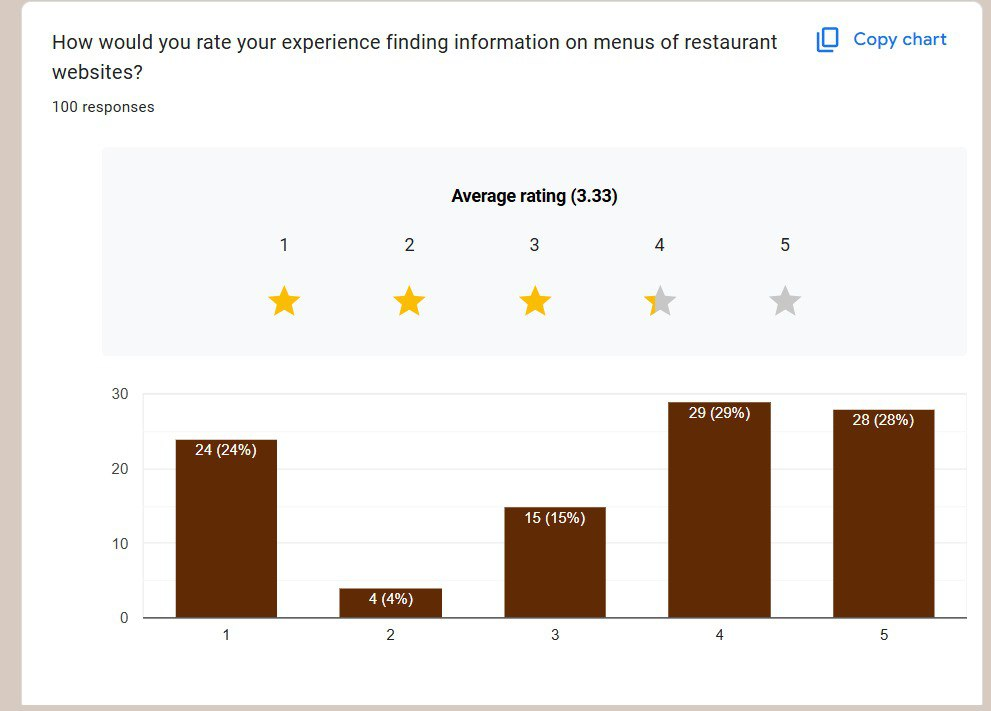 How would you rate your experience finding information on menus of restaurant
websites?
Copy chart
100 responses
Average rating (3.33)
1 2 3 4 5
30
20
10
0
24 (24%)
4 (4%)
15 (15%)
29 (29%)
28 (28%)
1 2 3 4 5